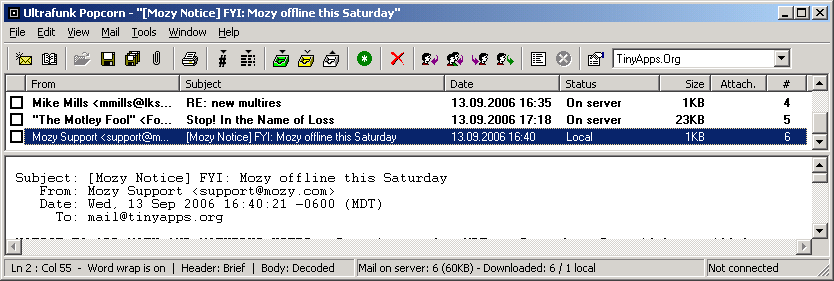 Ultrafunk Popcorn - "[Mozy Notice] FYI: Mozy offline this Saturday"
File Edit View Mail Tools Window Help
TinyApps.Org
From Subject Date Status Size Attach. #
Mike Mills <mmills@lks... RE: new multires 13.09.2006 16:35 On server 1KB 4
"The Motley Fool" <Fo... Stop! In the Name of Loss 13.09.2006 17:18 On server 23KB 5
Mozy Support <support@m... [Mozy Notice] FYI: Mozy offline this Saturday 13.09.2006 16:40 Local 1KB 6
Subject: [Mozy Notice] FYI: Mozy offline this Saturday
From: Mozy Support <support@mozy.com>
Date: Wed, 13 Sep 2006 16:40:21 -0600 (MDT)
To: mail@tinyapps.org
Ln 2 : Col 55 - Word wrap is on | Header: Brief | Body: Decoded Mail on server: 6 (60KB) - Downloaded: 6 / 1 local Not connected